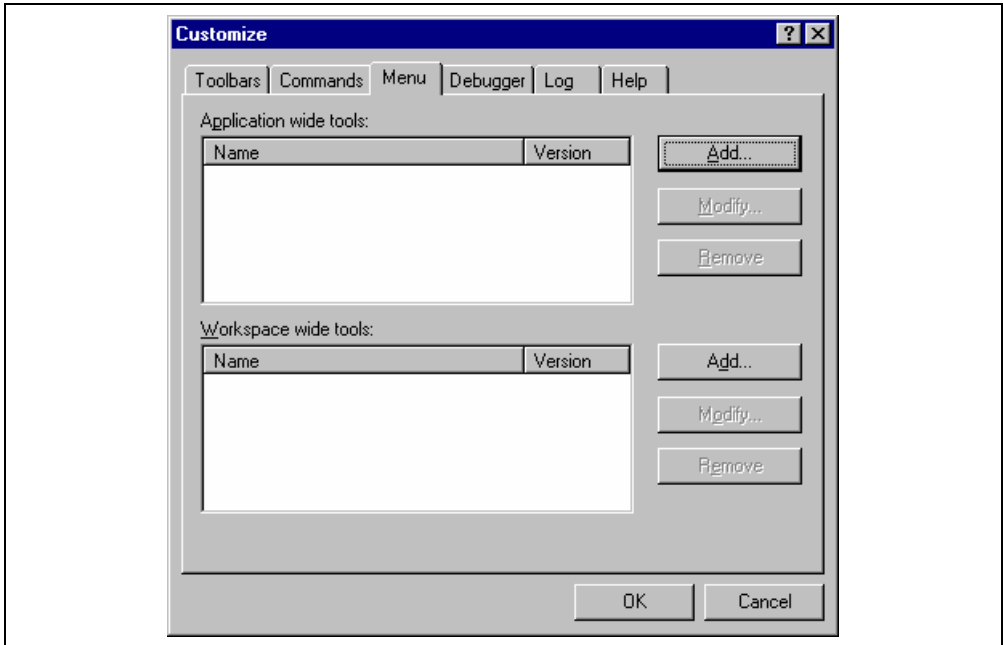 Customize
Toolbars Commands Menu Debugger Log Help
Application wide tools:
Name Version
Add...
Modify...
Remove
Workspace wide tools:
Name Version
Add...
Modify...
Remove
OK Cancel